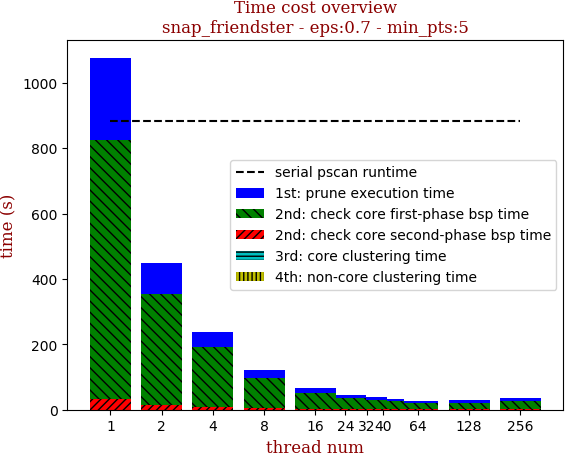 Time cost overview
snap_friendster - eps:0.7 - min_pts:5
time (s)
1000
800
600
400
200
0
serial pscan runtime
1st: prune execution time
2nd: check core first-phase bsp time
2nd: check core second-phase bsp time
3rd: core clustering time
4th: non-core clustering time
1 2 4 8 16 24 32 40 64 128 256
thread num